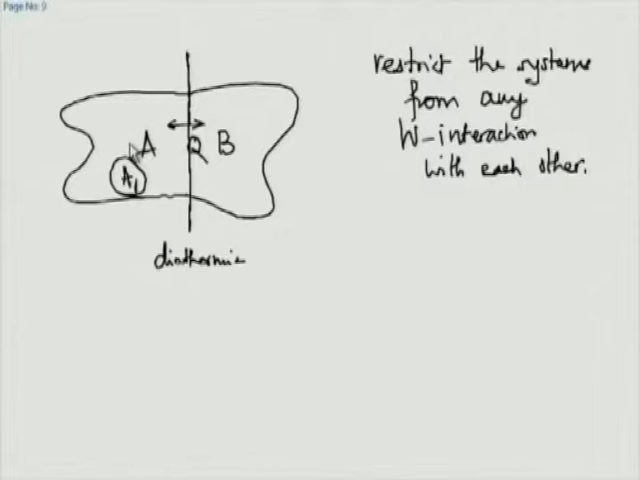 Page No: 9
restrict the systems
from any
W-interaction
with each other.
A
Q
B
A1
diathermic